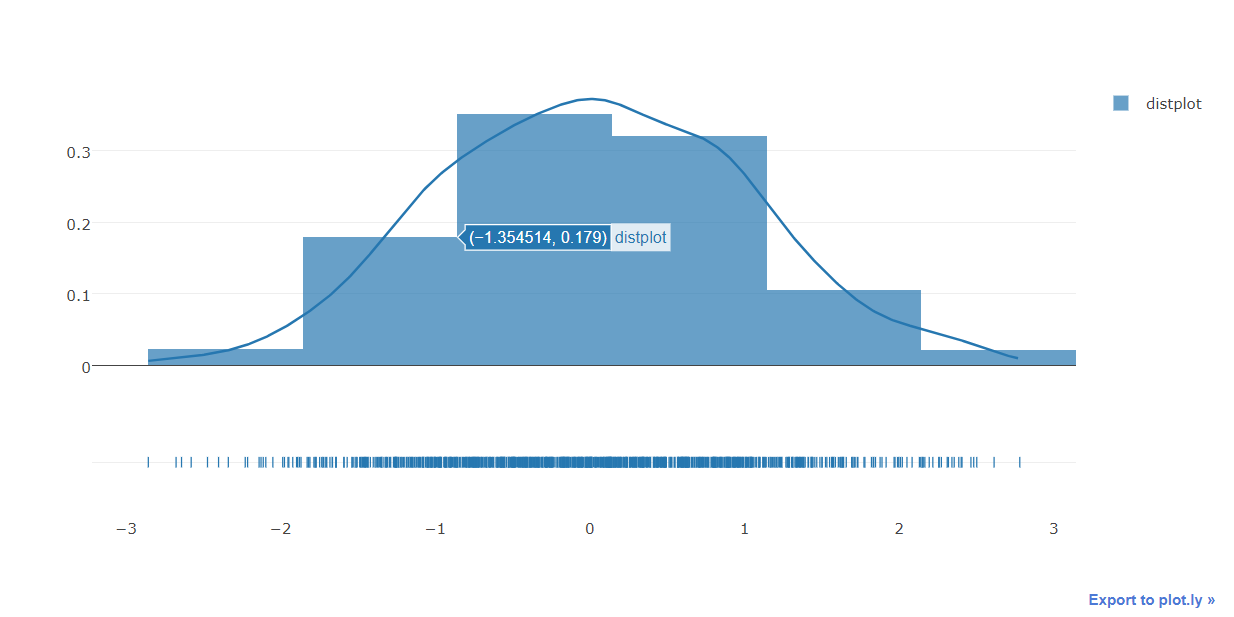 distplot
0.3
0.2
(−1.354514, 0.179) distplot
0.1
0
−3 −2 −1 0 1 2 3
Export to plot.ly »